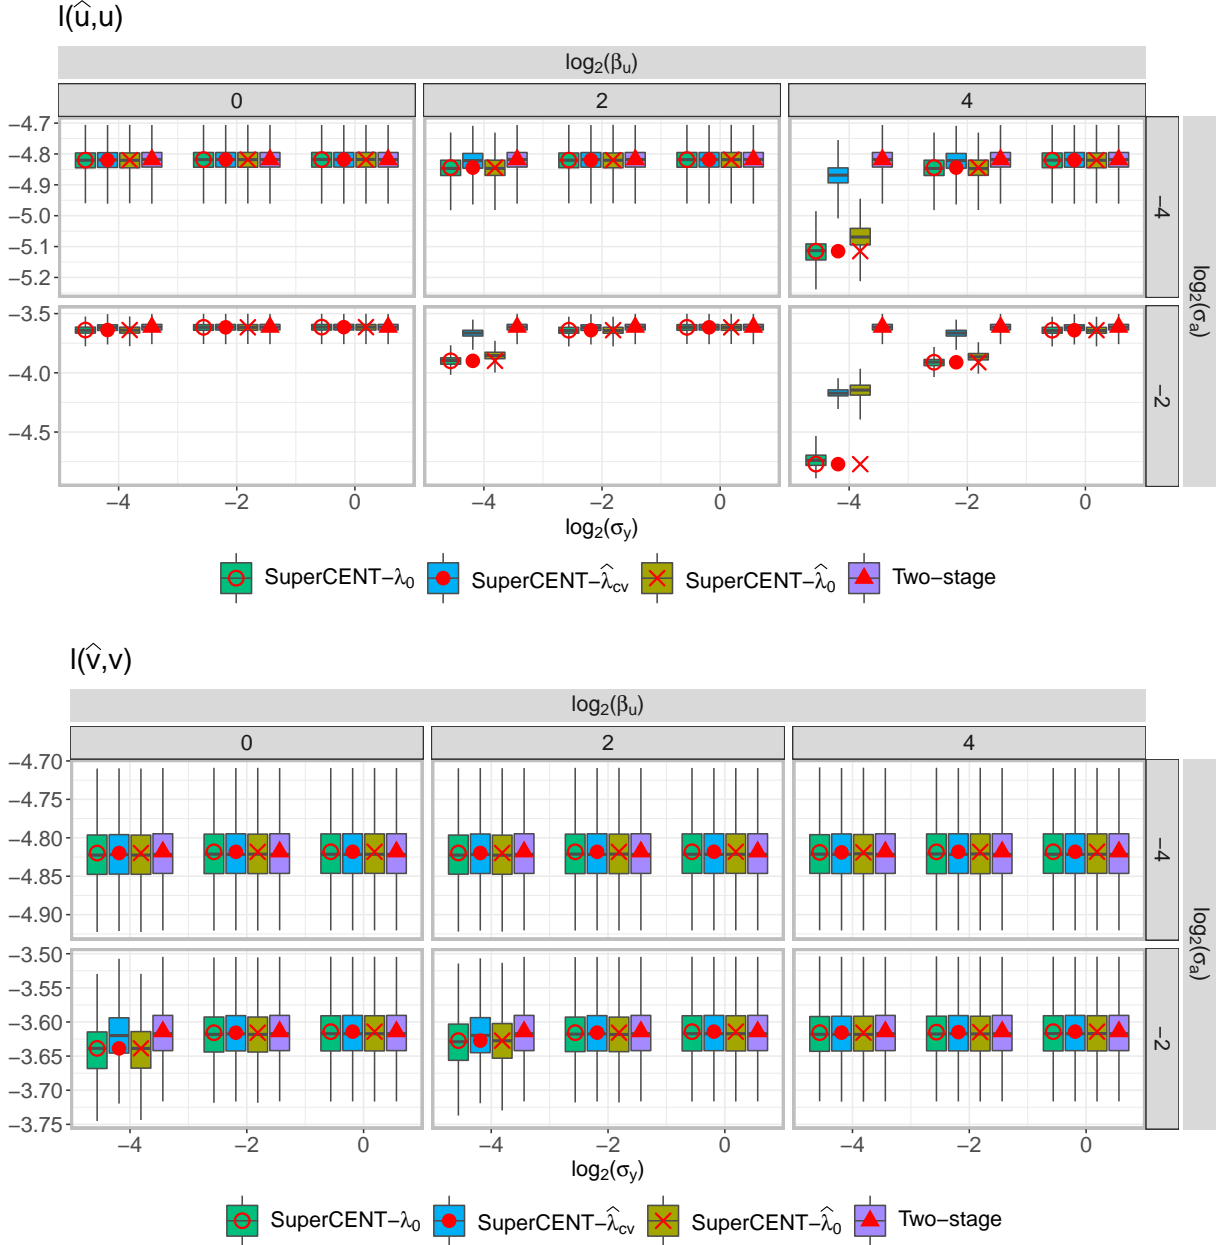 l(û,u)
log₂(βᵤ)
0 2 4
−4.7
−4.8
−4.9
−5.0
−5.1
−5.2
−4
−3.5
−4.0
−4.5
−2
log₂(σₐ)
−4 −2 0 −4 −2 0 −4 −2 0
log₂(σ_y)
SuperCENT−λ₀ SuperCENT−λ̂_cv SuperCENT−λ̂₀ Two−stage
l(v̂,v)
log₂(βᵤ)
0 2 4
−4.70
−4.75
−4.80
−4.85
−4.90
−4
−3.50
−3.55
−3.60
−3.65
−3.70
−3.75
−2
log₂(σₐ)
−4 −2 0 −4 −2 0 −4 −2 0
log₂(σ_y)
SuperCENT−λ₀ SuperCENT−λ̂_cv SuperCENT−λ̂₀ Two−stage